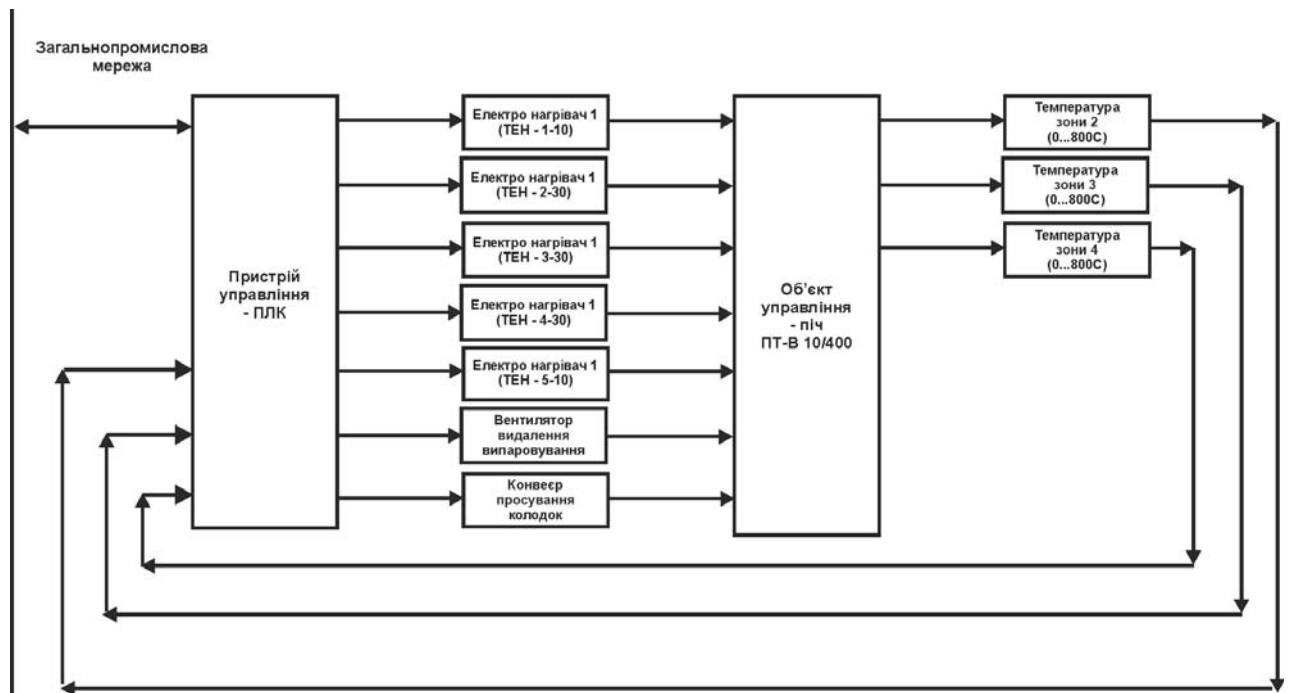 Загальнопромислова
мережа
Пристрій
управління
- ПЛК
Електро нагрівач 1
(ТЕН - 1-10)
Електро нагрівач 1
(ТЕН - 2-30)
Електро нагрівач 1
(ТЕН - 3-30)
Електро нагрівач 1
(ТЕН - 4-30)
Електро нагрівач 1
(ТЕН - 5-10)
Вентилятор
видалення
випаровування
Конвеєр
просування
колодок
Об'єкт
управління
- піч
ПТ-В 10/400
Температура
зони 2
(0...800С)
Температура
зони 3
(0...800С)
Температура
зони 4
(0...800С)